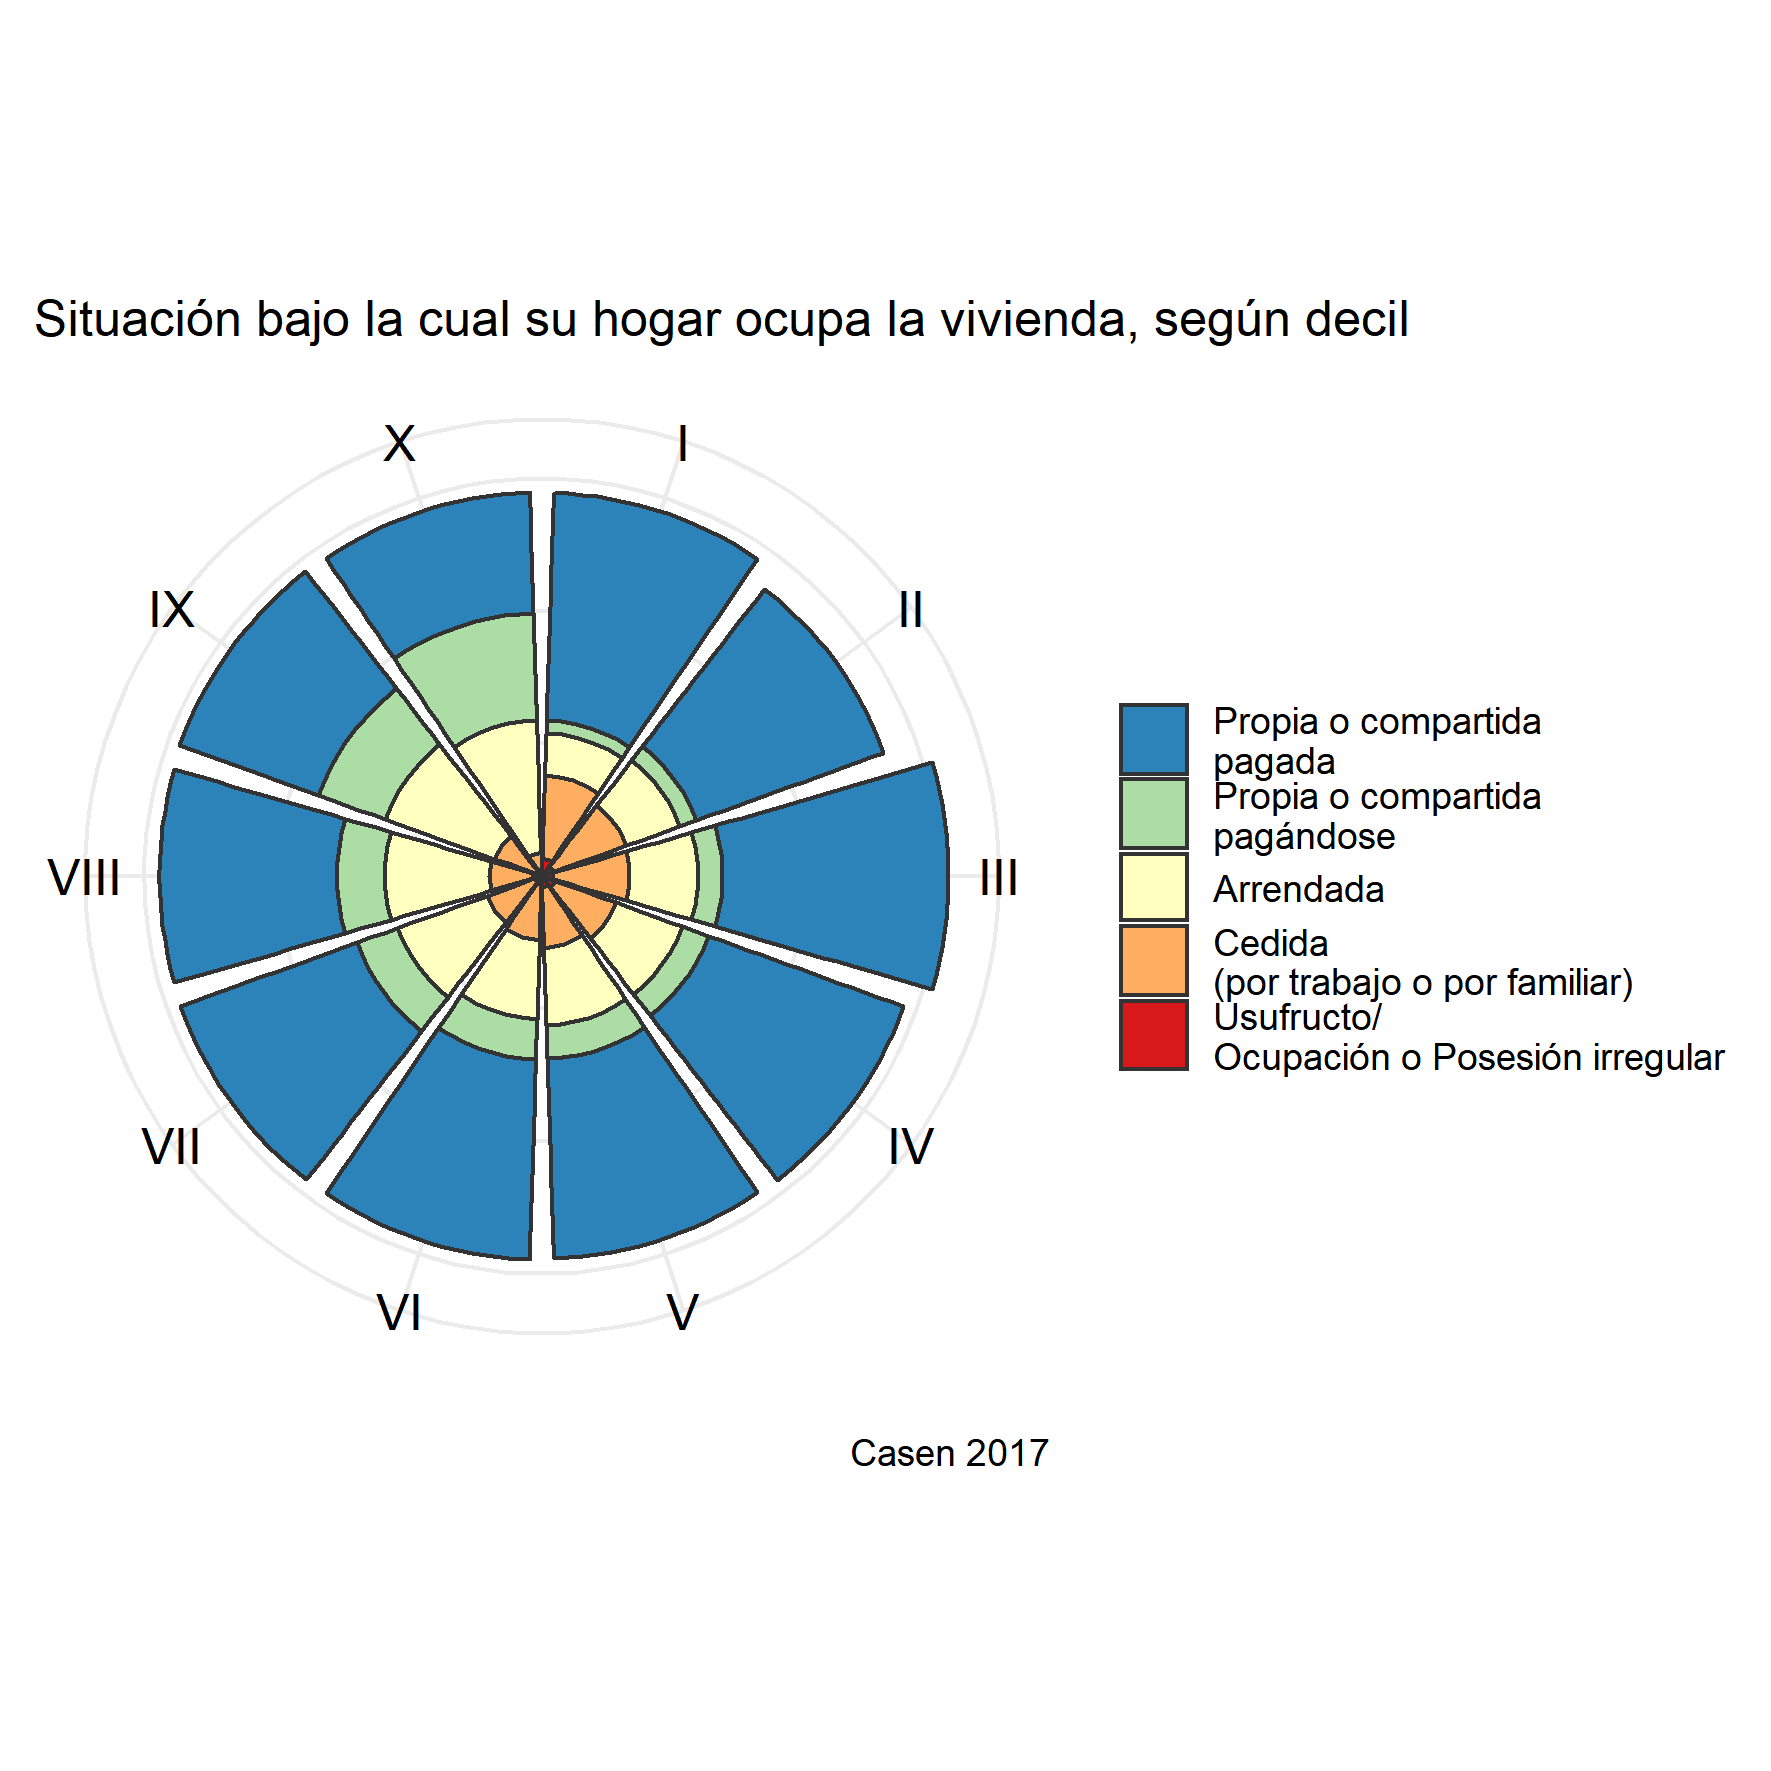 Situación bajo la cual su hogar ocupa la vivienda, según decil
X
I
IX
II
VIII
III
VII
IV
VI
V
Propia o compartida
pagada
Propia o compartida
pagándose
Arrendada
Cedida
(por trabajo o por familiar)
Usufructo/
Ocupación o Posesión irregular
Casen 2017